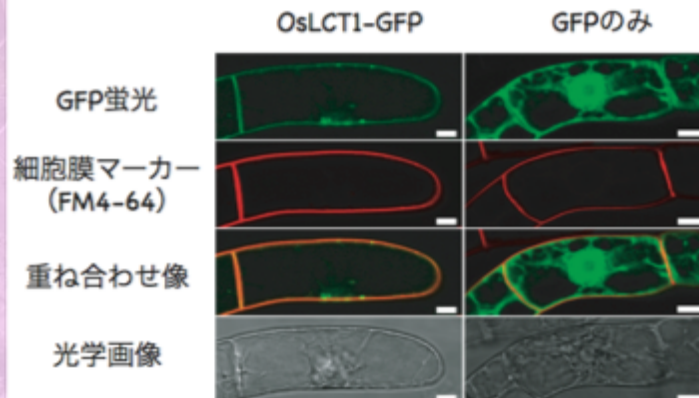 OsLCT1-GFP
GFPのみ
GFP蛍光
細胞膜マーカー
（FM4-64）
重ね合わせ像
光学画像